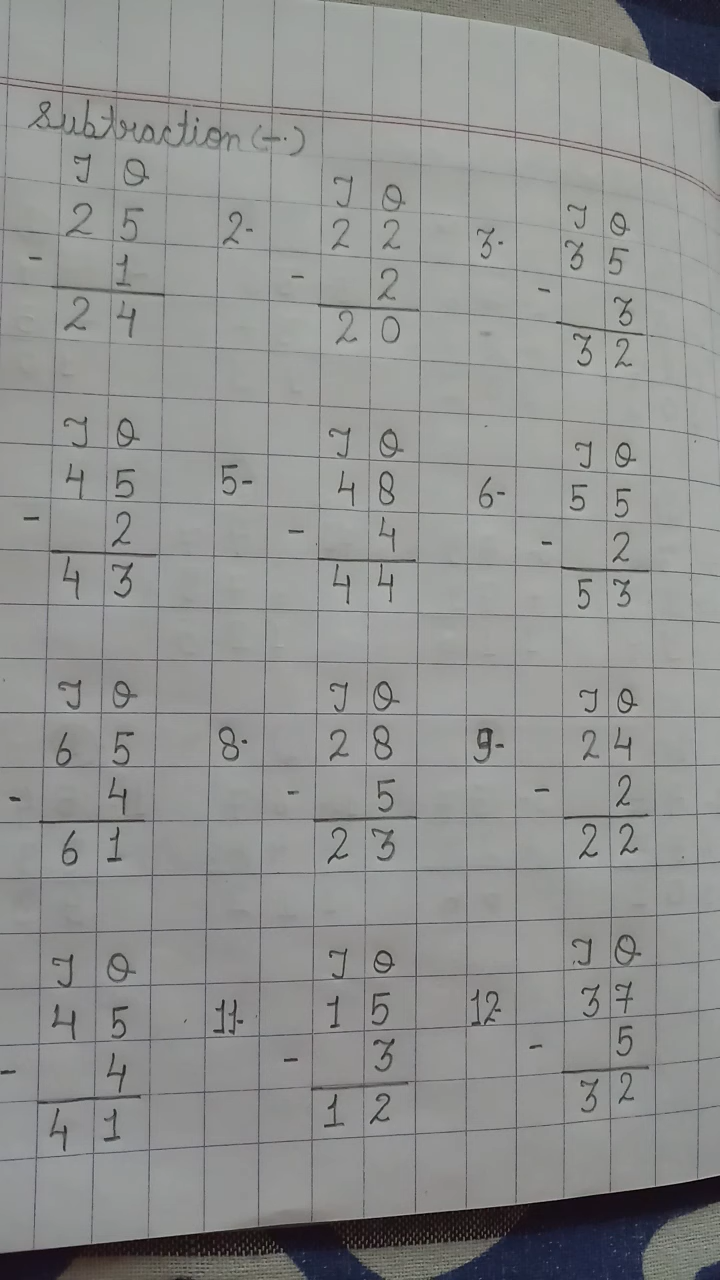 Subtraction (-.)
T O T O T O
2 5 2- 2 2 3- 3 5
- 1 - 2 - 3
2 4 2 0 3 2
T O T O T O
4 5 5- 4 8 6- 5 5
- 2 - 4 - 2
4 3 4 4 5 3
T O T O T O
6 5 8- 2 8 9- 2 4
- 4 - 5 - 2
6 1 2 3 2 2
T O T O T O
4 5 11- 1 5 12- 3 7
- 4 - 3 - 5
4 1 1 2 3 2